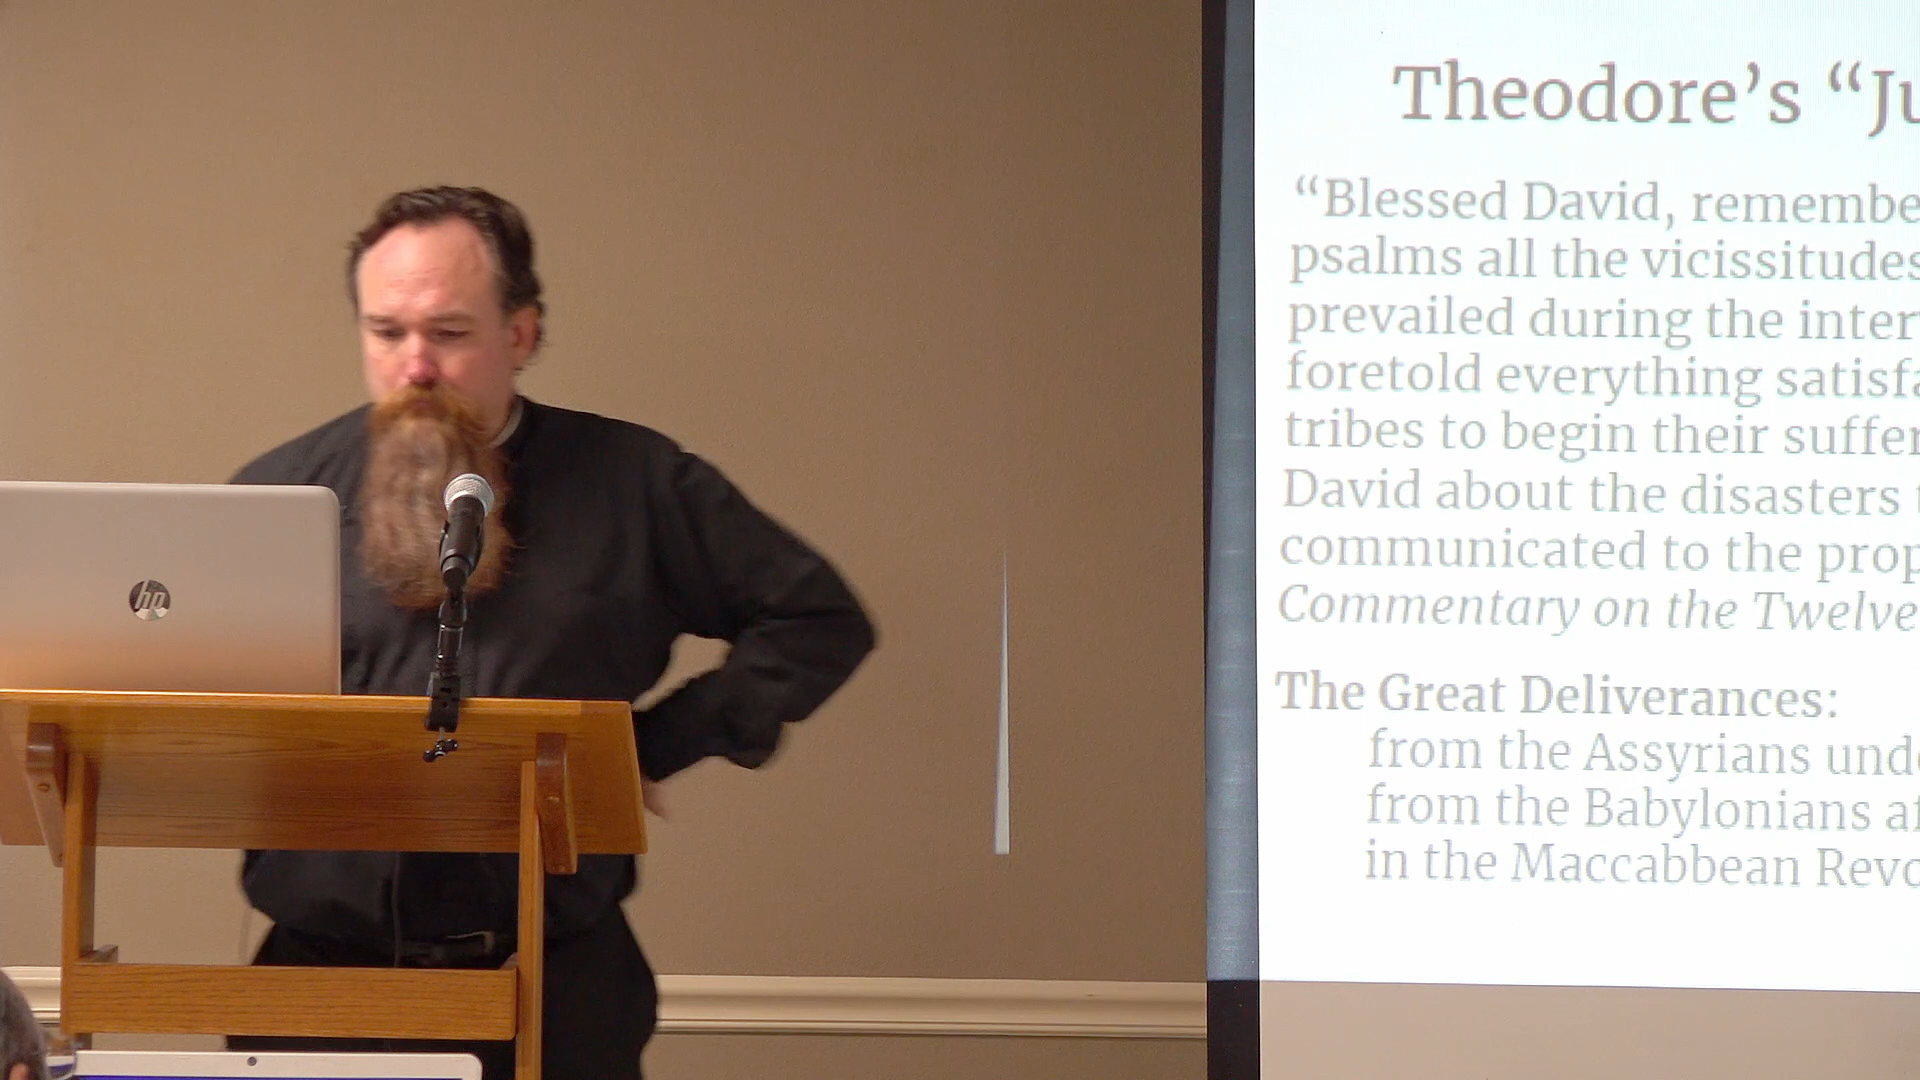 Theodore's “Ju
“Blessed David, remembe
psalms all the vicissitudes
prevailed during the inter
foretold everything satisfa
tribes to begin their suffer
David about the disasters t
communicated to the prop
Commentary on the Twelve
The Great Deliverances:
from the Assyrians unde
from the Babylonians af
in the Maccabbean Revo
hp